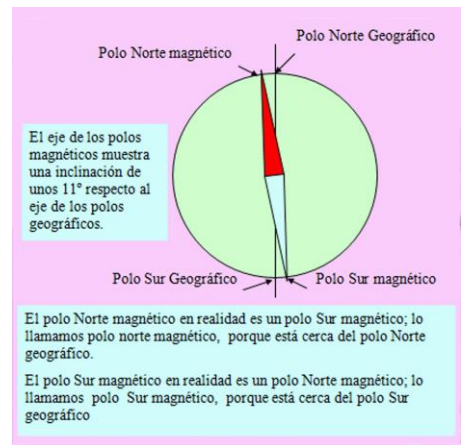 Polo Norte Geográfico
Polo Norte magnético
El eje de los polos
magnéticos muestra
una inclinación de
unos 11º respecto al
eje de los polos
geográficos.
Polo Sur Geográfico
Polo Sur magnético
El polo Norte magnético en realidad es un polo Sur magnético; lo
llamamos polo norte magnético, porque está cerca del polo Norte
geográfico.
El polo Sur magnético en realidad es un polo Norte magnético; lo
llamamos polo Sur magnético, porque está cerca del polo Sur
geográfico